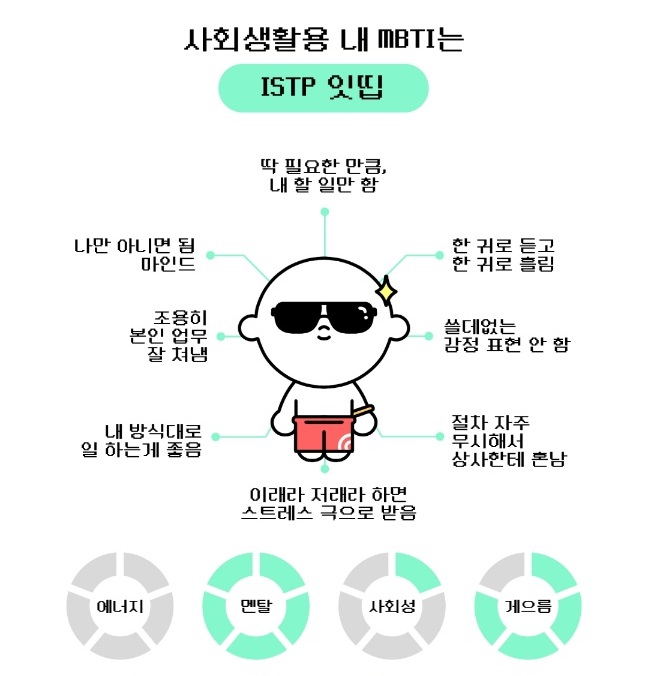 사회생활용 내 MBTI는
ISTP 잇띱
딱 필요한 만큼,
내 할 일만 함
나만 아니면 됨
마인드
한 귀로 듣고
한 귀로 흘림
조용히
본인 업무
잘 쳐냄
쓸데없는
감정 표현 안 함
내 방식대로
일 하는게 좋음
절차 자주
무시해서
상사한테 혼남
이래라 저래라 하면
스트레스 극으로 받음
에너지
멘탈
사회성
게으름